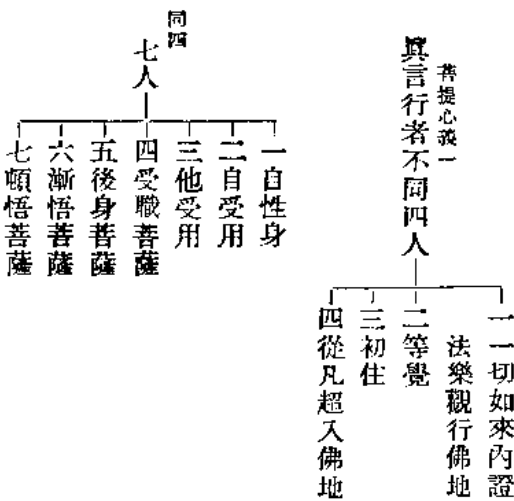 菩提心義一
眞言行者不同四人
一一切如來內證
法樂觀行佛地
二等覺
三初住
四從凡超入佛地
同四
七人
一自性身
二自受用
三他受用
四受職菩薩
五後身菩薩
六漸悟菩薩
七頓悟菩薩